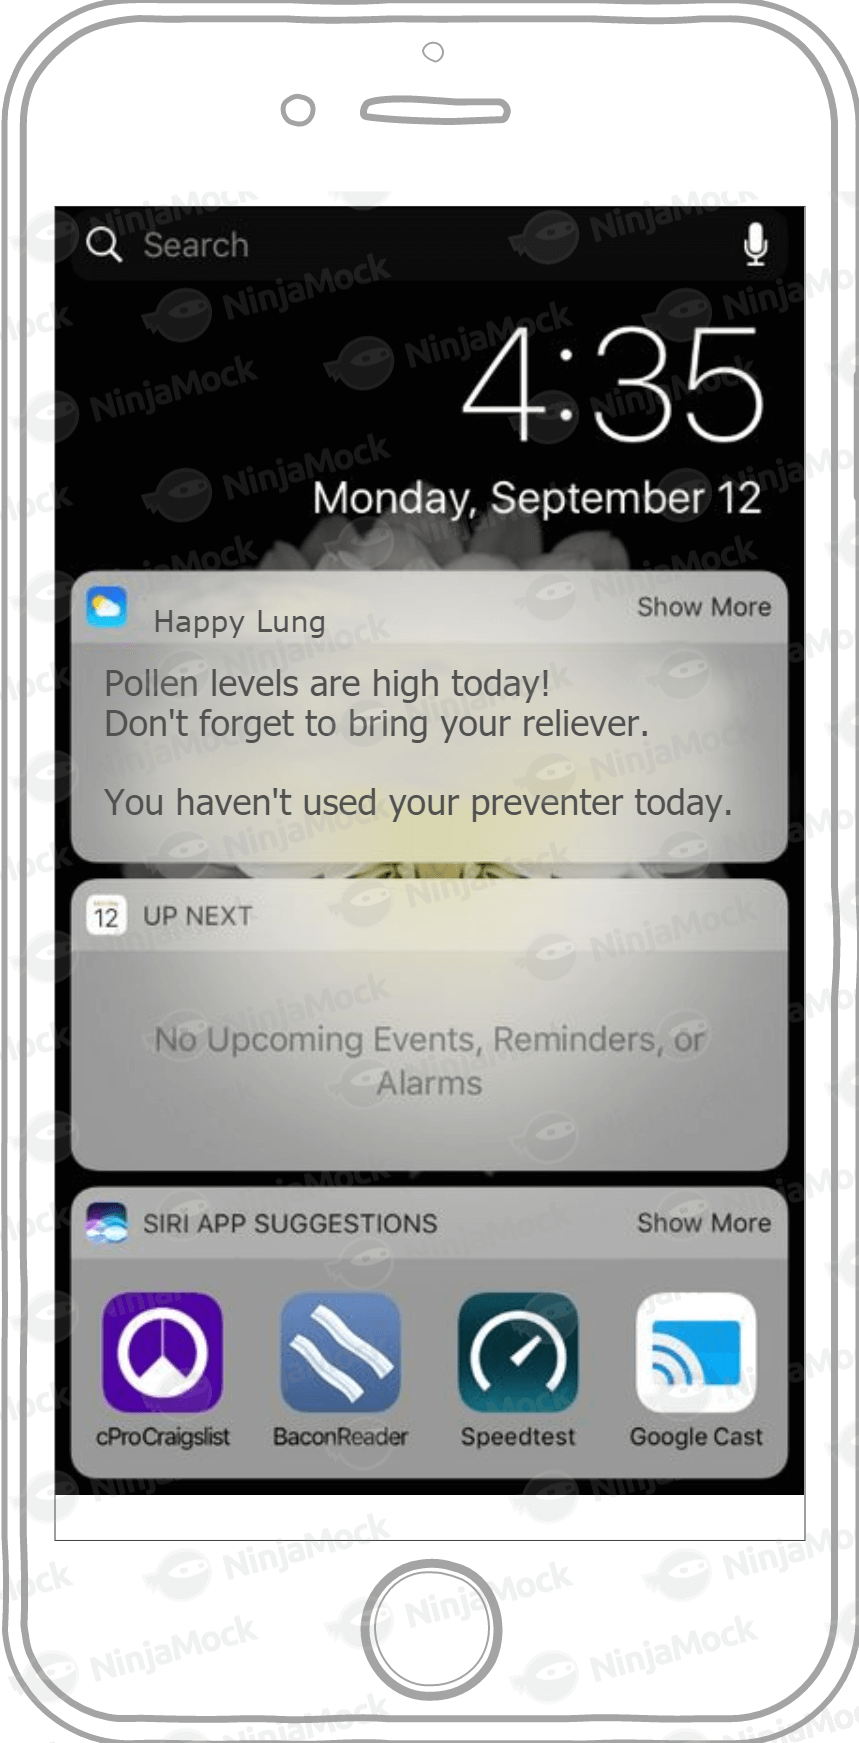 Search
4:35
Monday, September 12
Happy Lung
Show More
Pollen levels are high today!
Don't forget to bring your reliever.
You haven't used your preventer today.
12
UP NEXT
No Upcoming Events, Reminders, or
Alarms
SIRI APP SUGGESTIONS
Show More
cProCraigslist
BaconReader
Speedtest
Google Cast
NinjaMock